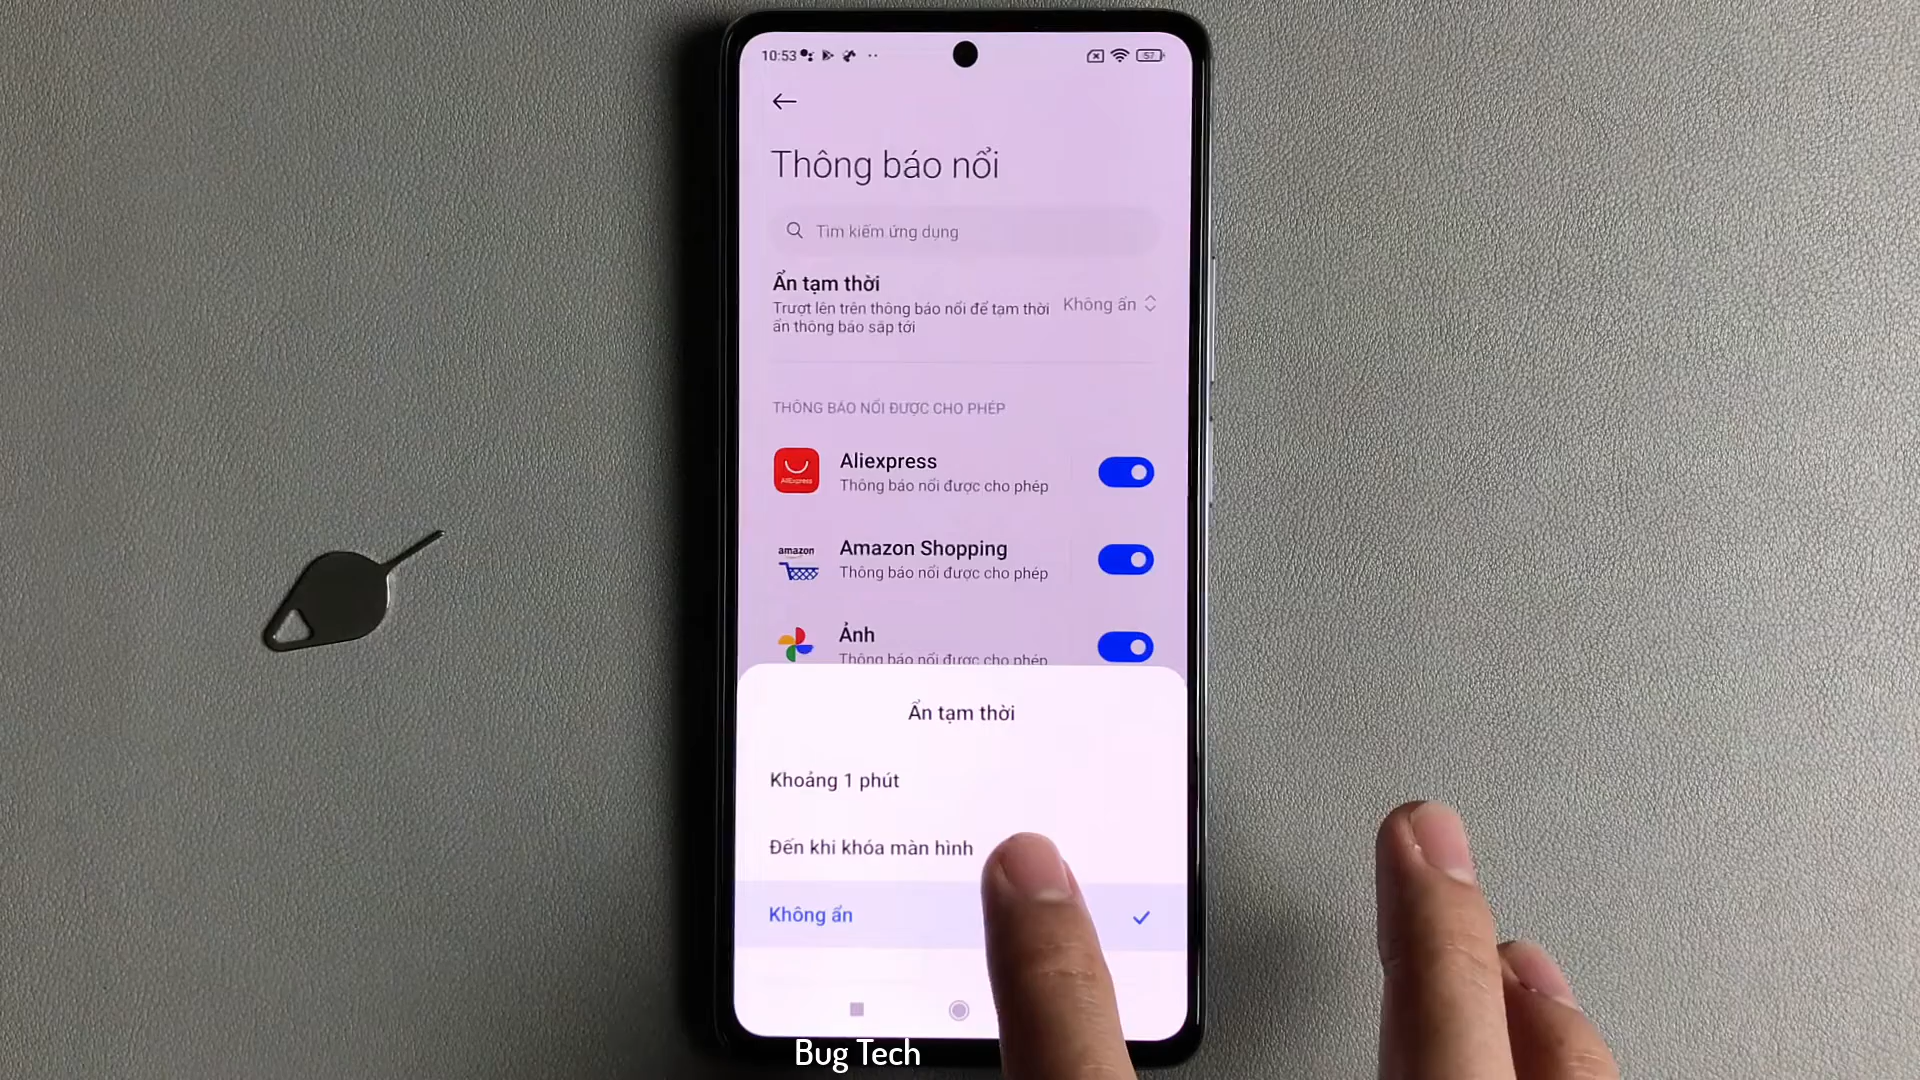 10:53
57
Thông báo nổi
Tìm kiếm ứng dụng
Ẩn tạm thời
Trượt lên trên thông báo nổi để tạm thời
ẩn thông báo sắp tới
Không ẩn
THÔNG BÁO NỔI ĐƯỢC CHO PHÉP
AliExpress
Aliexpress
Thông báo nổi được cho phép
amazon
Amazon Shopping
Thông báo nổi được cho phép
Ảnh
Thông báo nổi được cho phép
Ẩn tạm thời
Khoảng 1 phút
Đến khi khóa màn hình
Không ẩn
Bug Tech